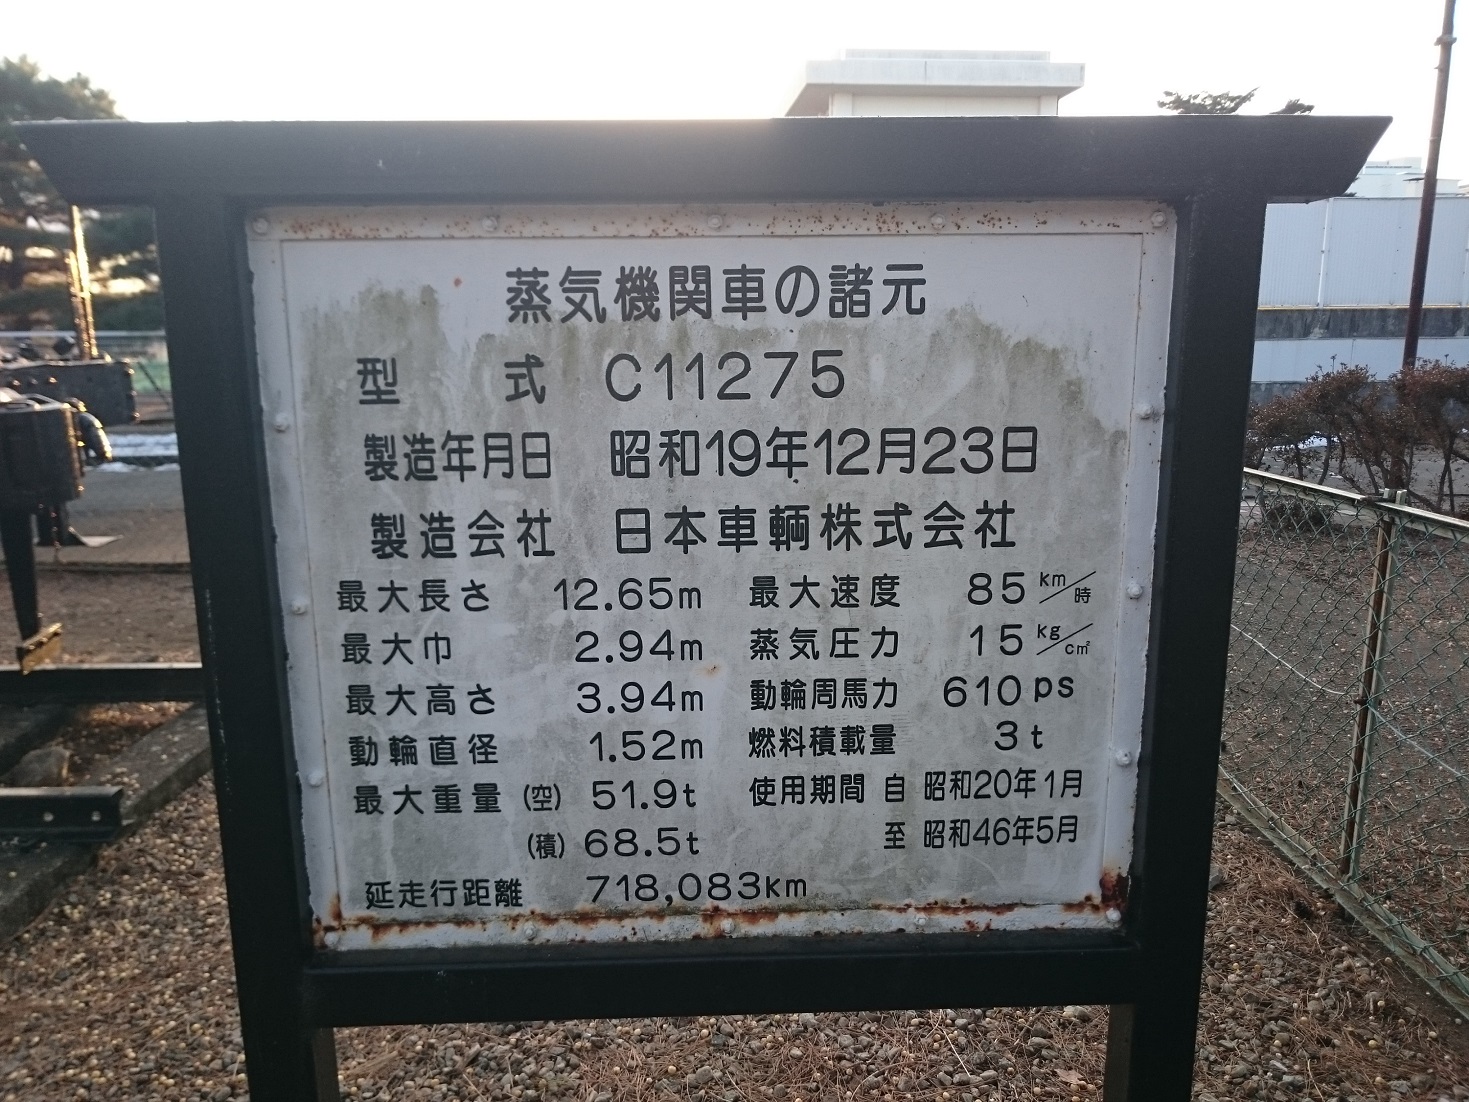 蒸気機関車の諸元
型式 C11275
製造年月日 昭和19年12月23日
製造会社 日本車輌株式会社
最大長さ 12.65m 最大速度 85km/時
最大巾 2.94m 蒸気圧力 15kg/cm²
最大高さ 3.94m 動輪周馬力 610ps
動輪直径 1.52m 燃料積載量 3t
最大重量(空) 51.9t 使用期間 自 昭和20年1月
(積) 68.5t 至 昭和46年5月
延走行距離 718,083km